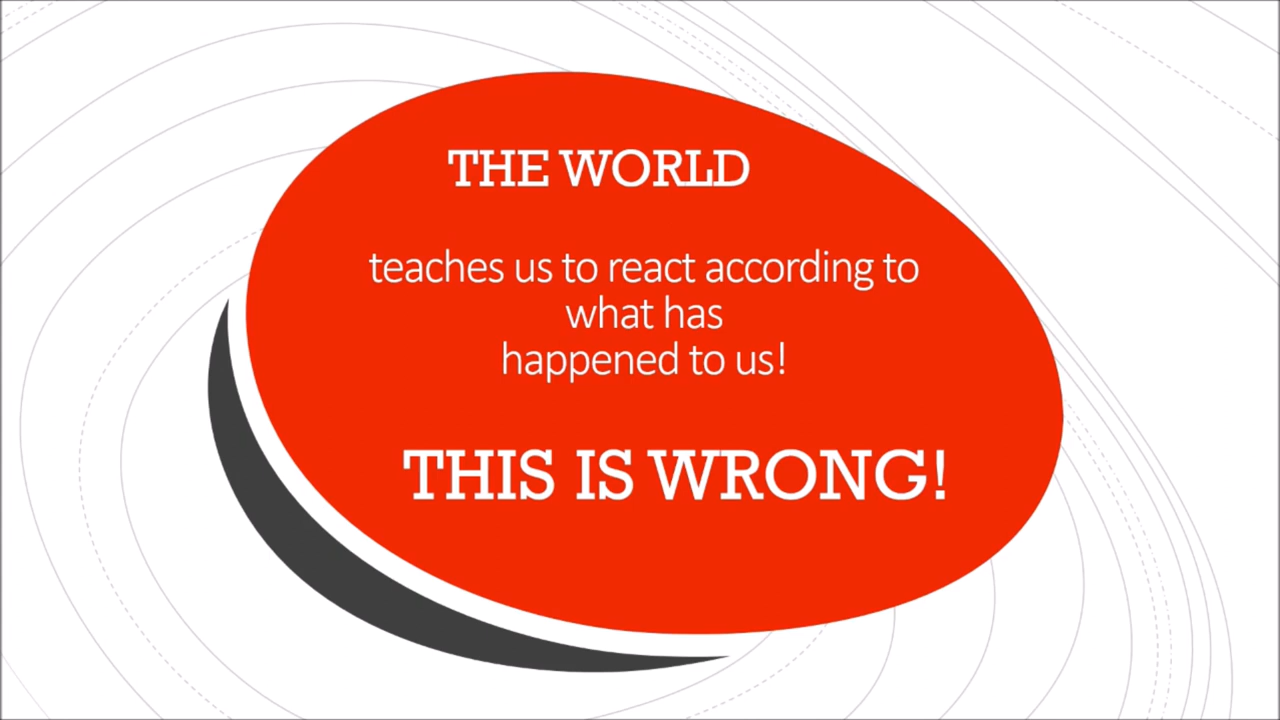 THE WORLD
teaches us to react according to
what has
happened to us!
THIS IS WRONG!